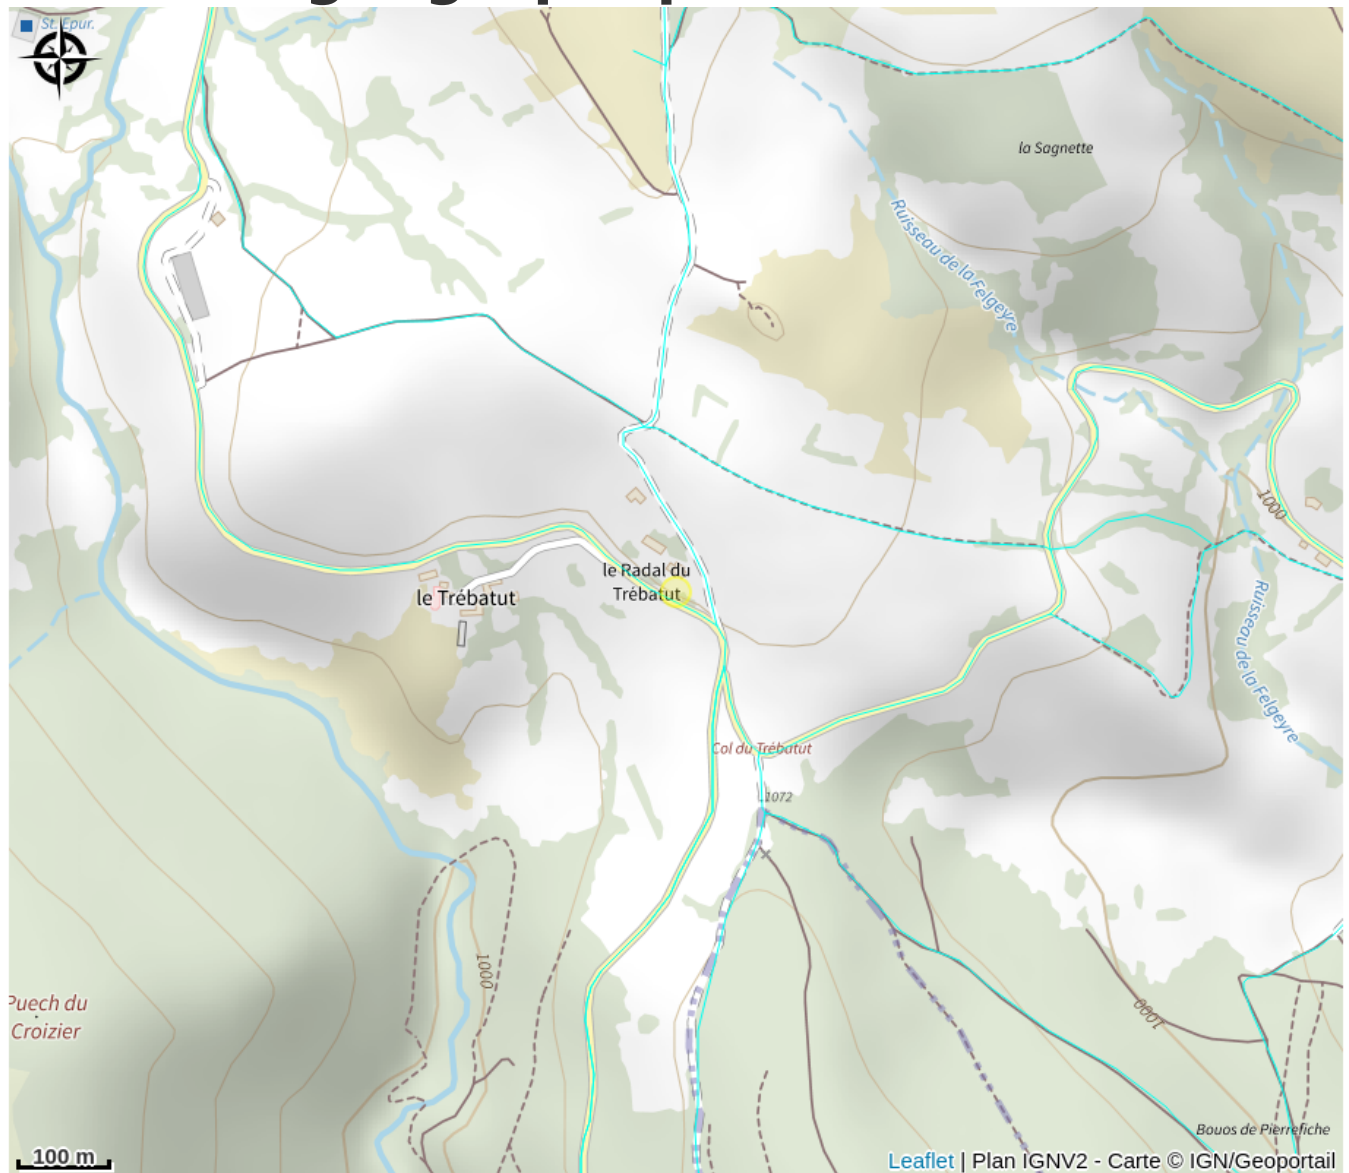 St. Epur.
la Sagnette
Ruisseau de la Felgeyre
1000
le Radal du
Trébatut
le Trébatut
Ruisseau de la Felgeyre
Col du Trébatut
1072
1000
Puech du
Croizier
1000
Bouos de Pierrefiche
100 m
Leaflet | Plan IGNV2 - Carte © IGN/Geoportail